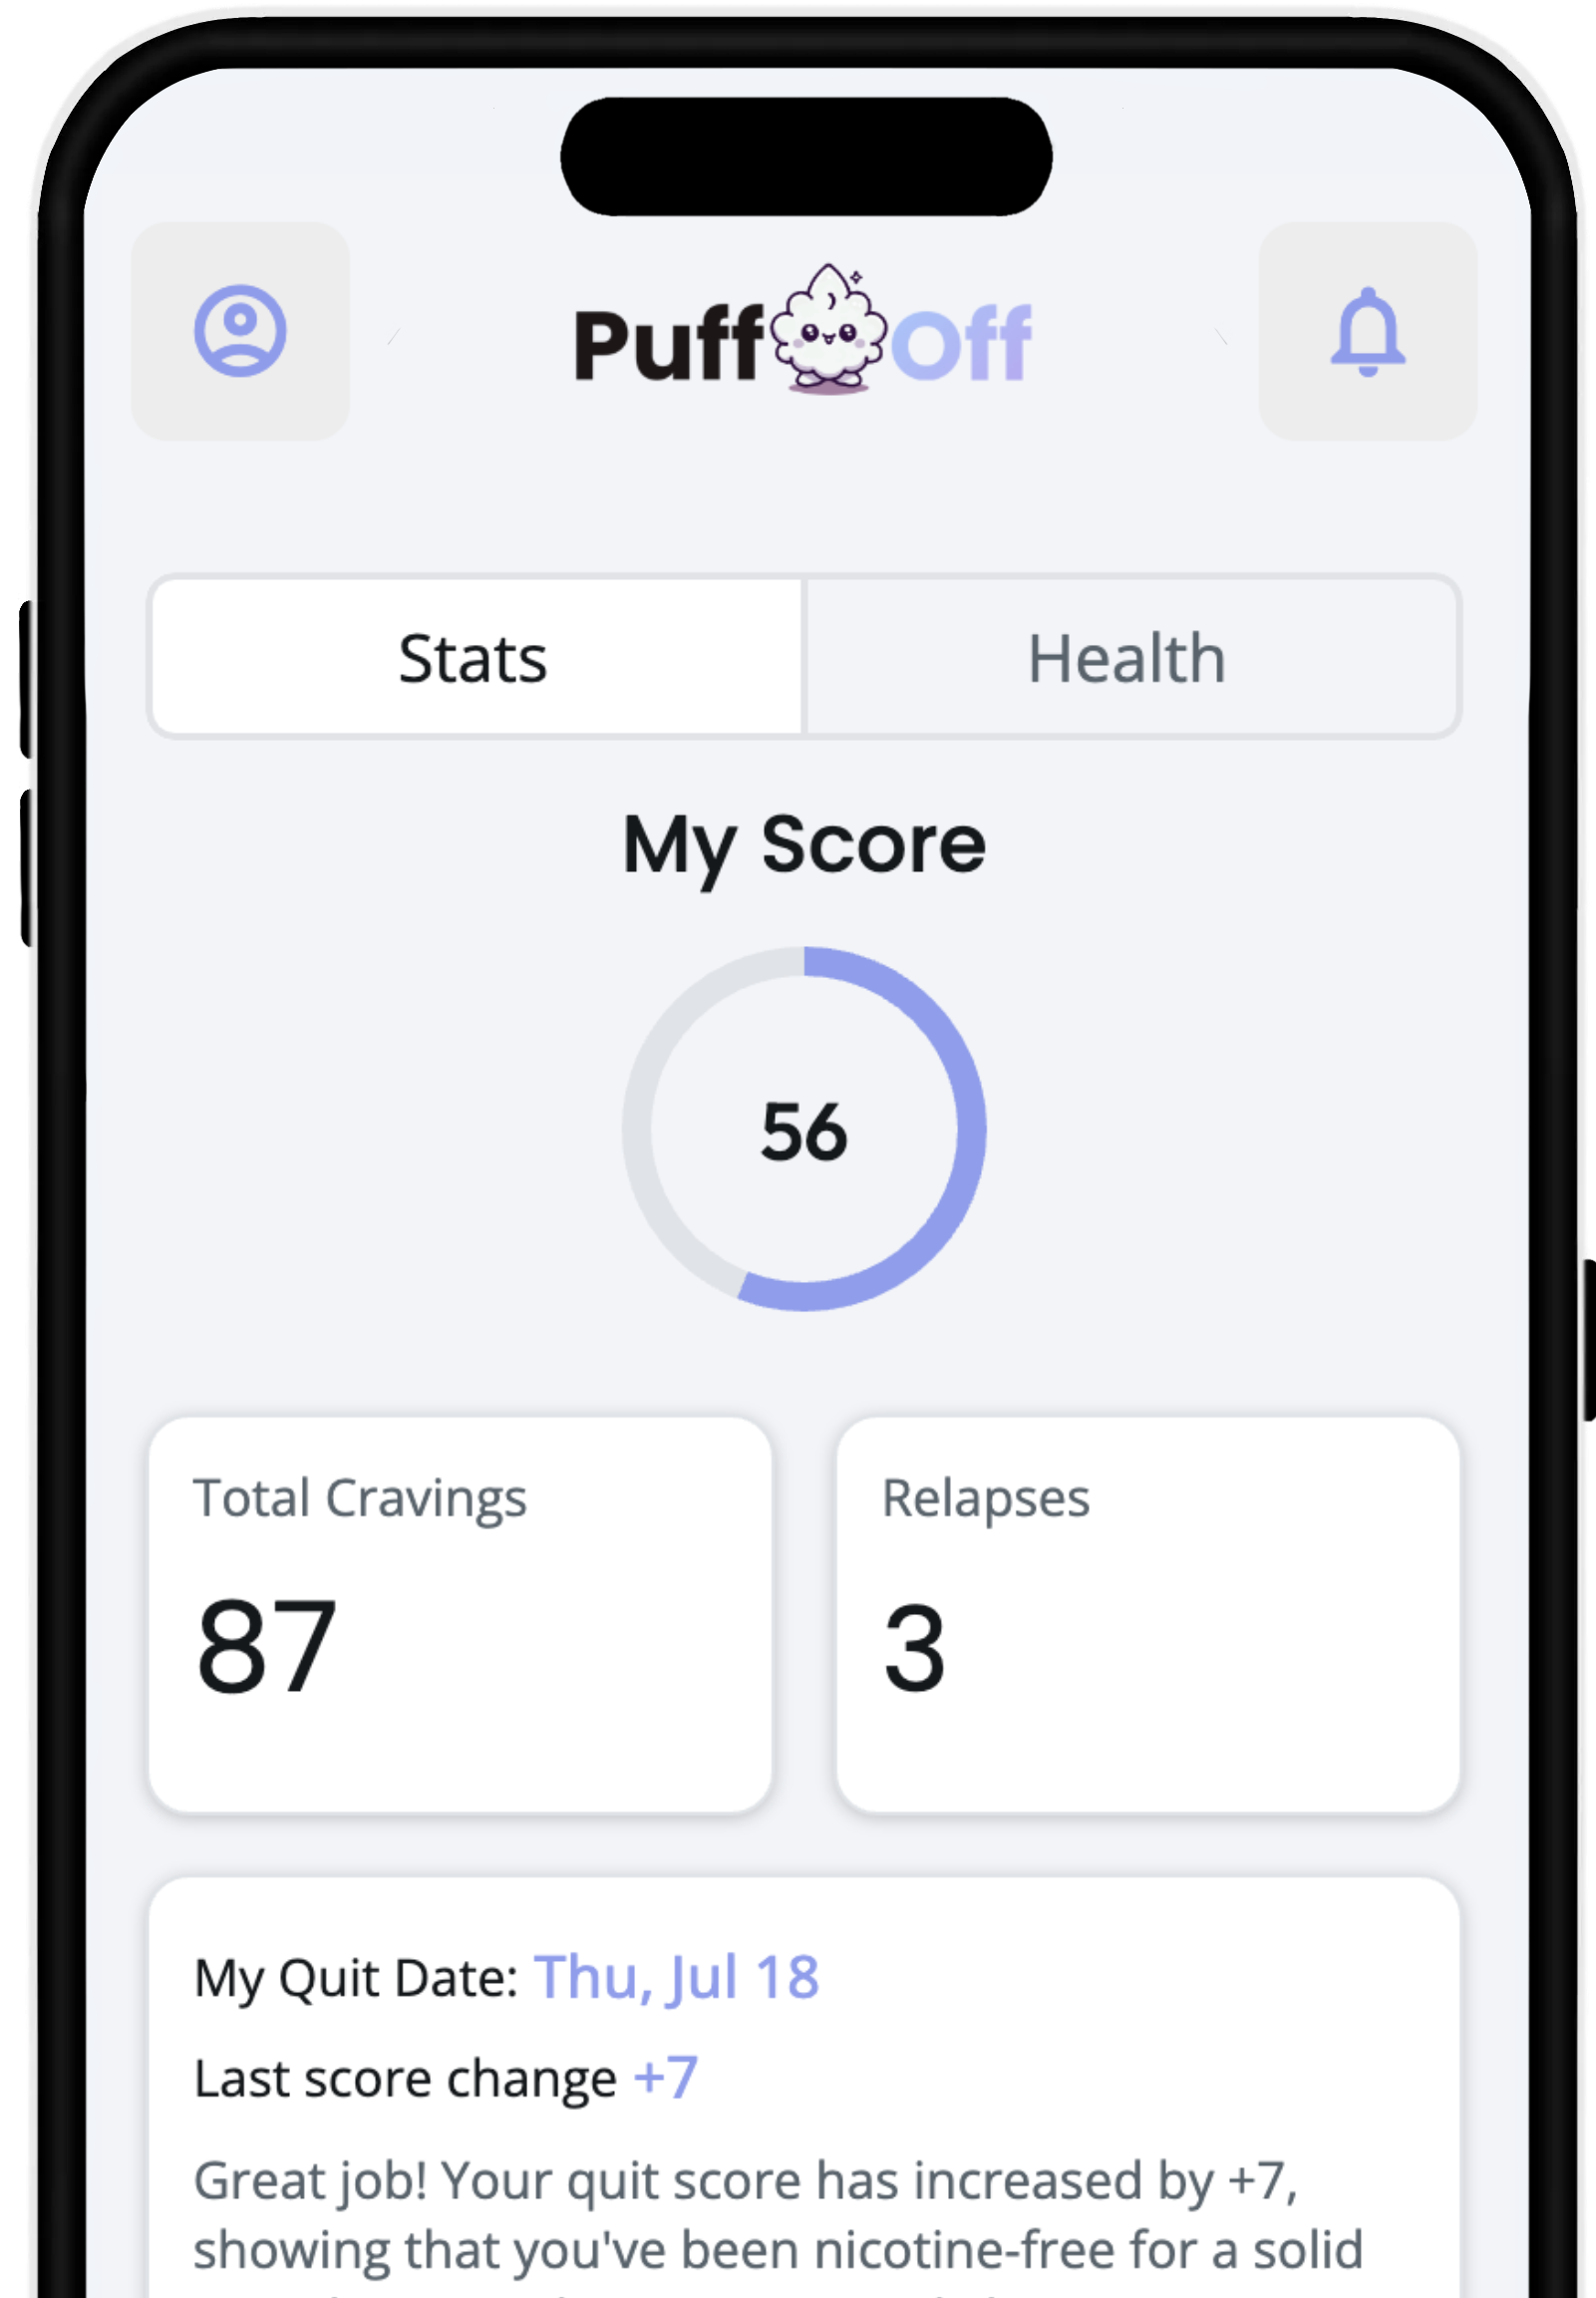 Puff Off
Stats
Health
My Score
56
Total Cravings
Relapses
87
3
My Quit Date: Thu, Jul 18
Last score change +7
Great job! Your quit score has increased by +7,
showing that you've been nicotine-free for a solid